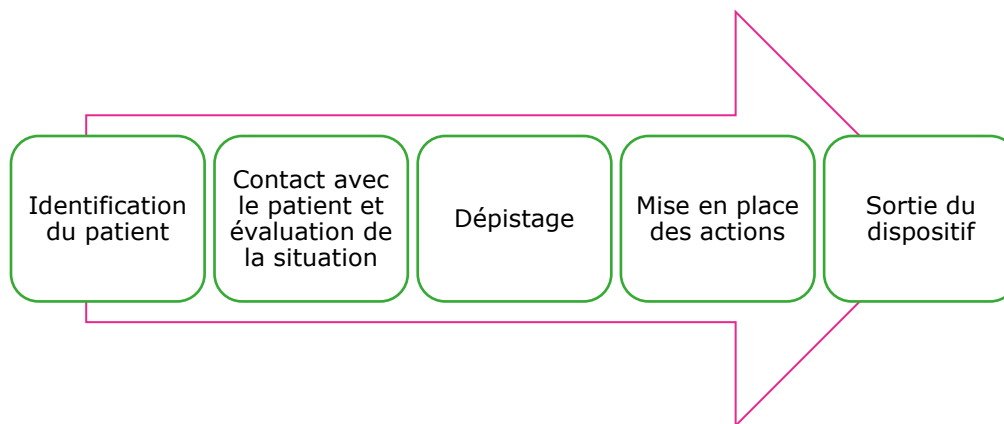 Identification
du patient
Contact avec
le patient et
évaluation de
la situation
Dépistage
Mise en place
des actions
Sortie du
dispositif